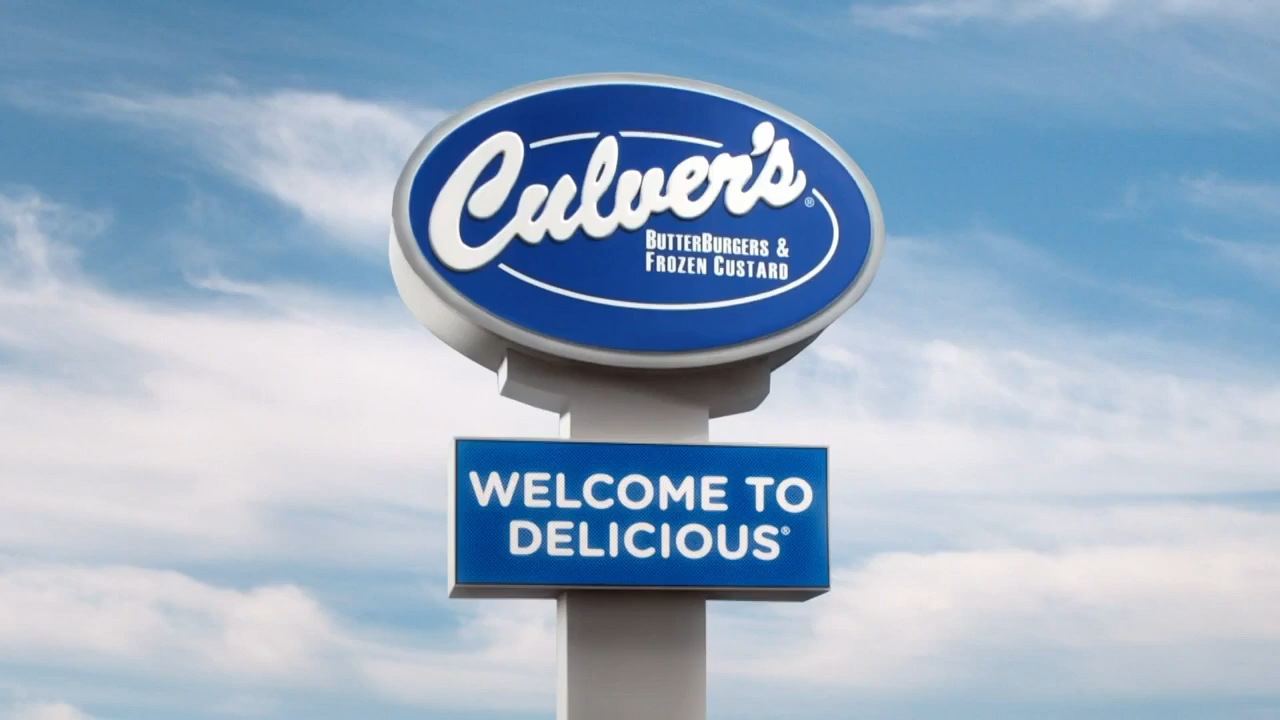 Culver's®
ButterBurgers &
Frozen Custard
WELCOME TO
DELICIOUS®